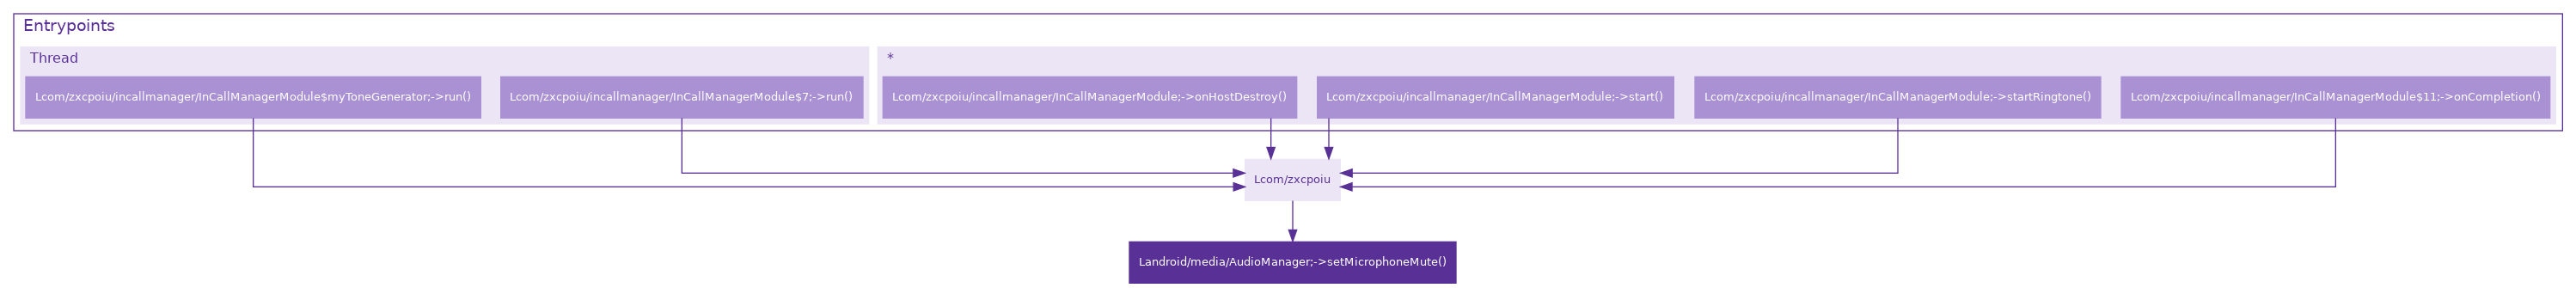 Entrypoints
Thread
*
Lcom/zxcpoiu/incallmanager/InCallManagerModule$myToneGenerator;->run()
Lcom/zxcpoiu/incallmanager/InCallManagerModule$7;->run()
Lcom/zxcpoiu/incallmanager/InCallManagerModule;->onHostDestroy()
Lcom/zxcpoiu/incallmanager/InCallManagerModule;->start()
Lcom/zxcpoiu/incallmanager/InCallManagerModule;->startRingtone()
Lcom/zxcpoiu/incallmanager/InCallManagerModule$11;->onCompletion()
Lcom/zxcpoiu
Landroid/media/AudioManager;->setMicrophoneMute()